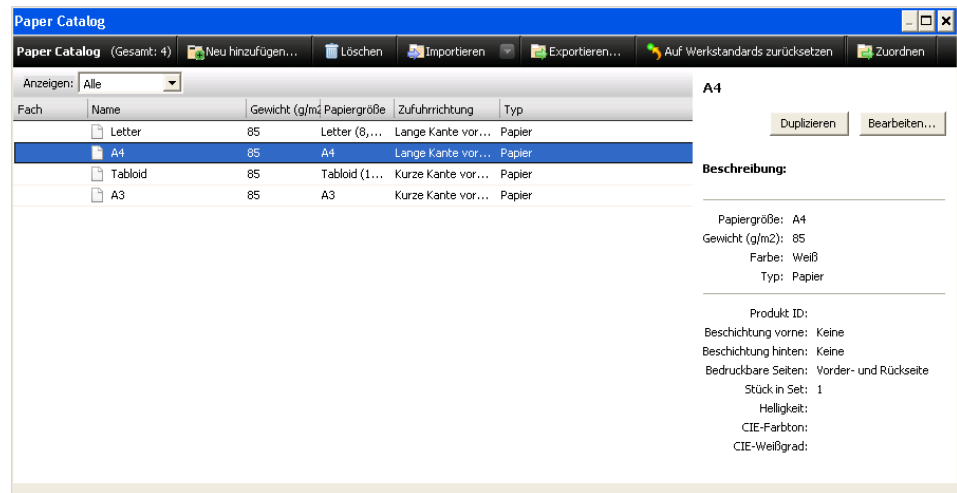 Paper Catalog
Paper Catalog (Gesamt: 4) Neu hinzufügen... Löschen Importieren Exportieren... Auf Werkstandards zurücksetzen Zuordnen
Anzeigen: Alle
Fach Name Gewicht (g/m2 Papiergröße Zufuhrrichtung Typ
Letter 85 Letter (8,... Lange Kante vor... Papier
A4 85 A4 Lange Kante vor... Papier
Tabloid 85 Tabloid (1... Kurze Kante vor... Papier
A3 85 A3 Kurze Kante vor... Papier
A4
Duplizieren Bearbeiten...
Beschreibung:
Papiergröße: A4
Gewicht (g/m2): 85
Farbe: Weiß
Typ: Papier
Produkt ID:
Beschichtung vorne: Keine
Beschichtung hinten: Keine
Bedruckbare Seiten: Vorder- und Rückseite
Stück in Set: 1
Helligkeit:
CIE-Farbton:
CIE-Weißgrad: